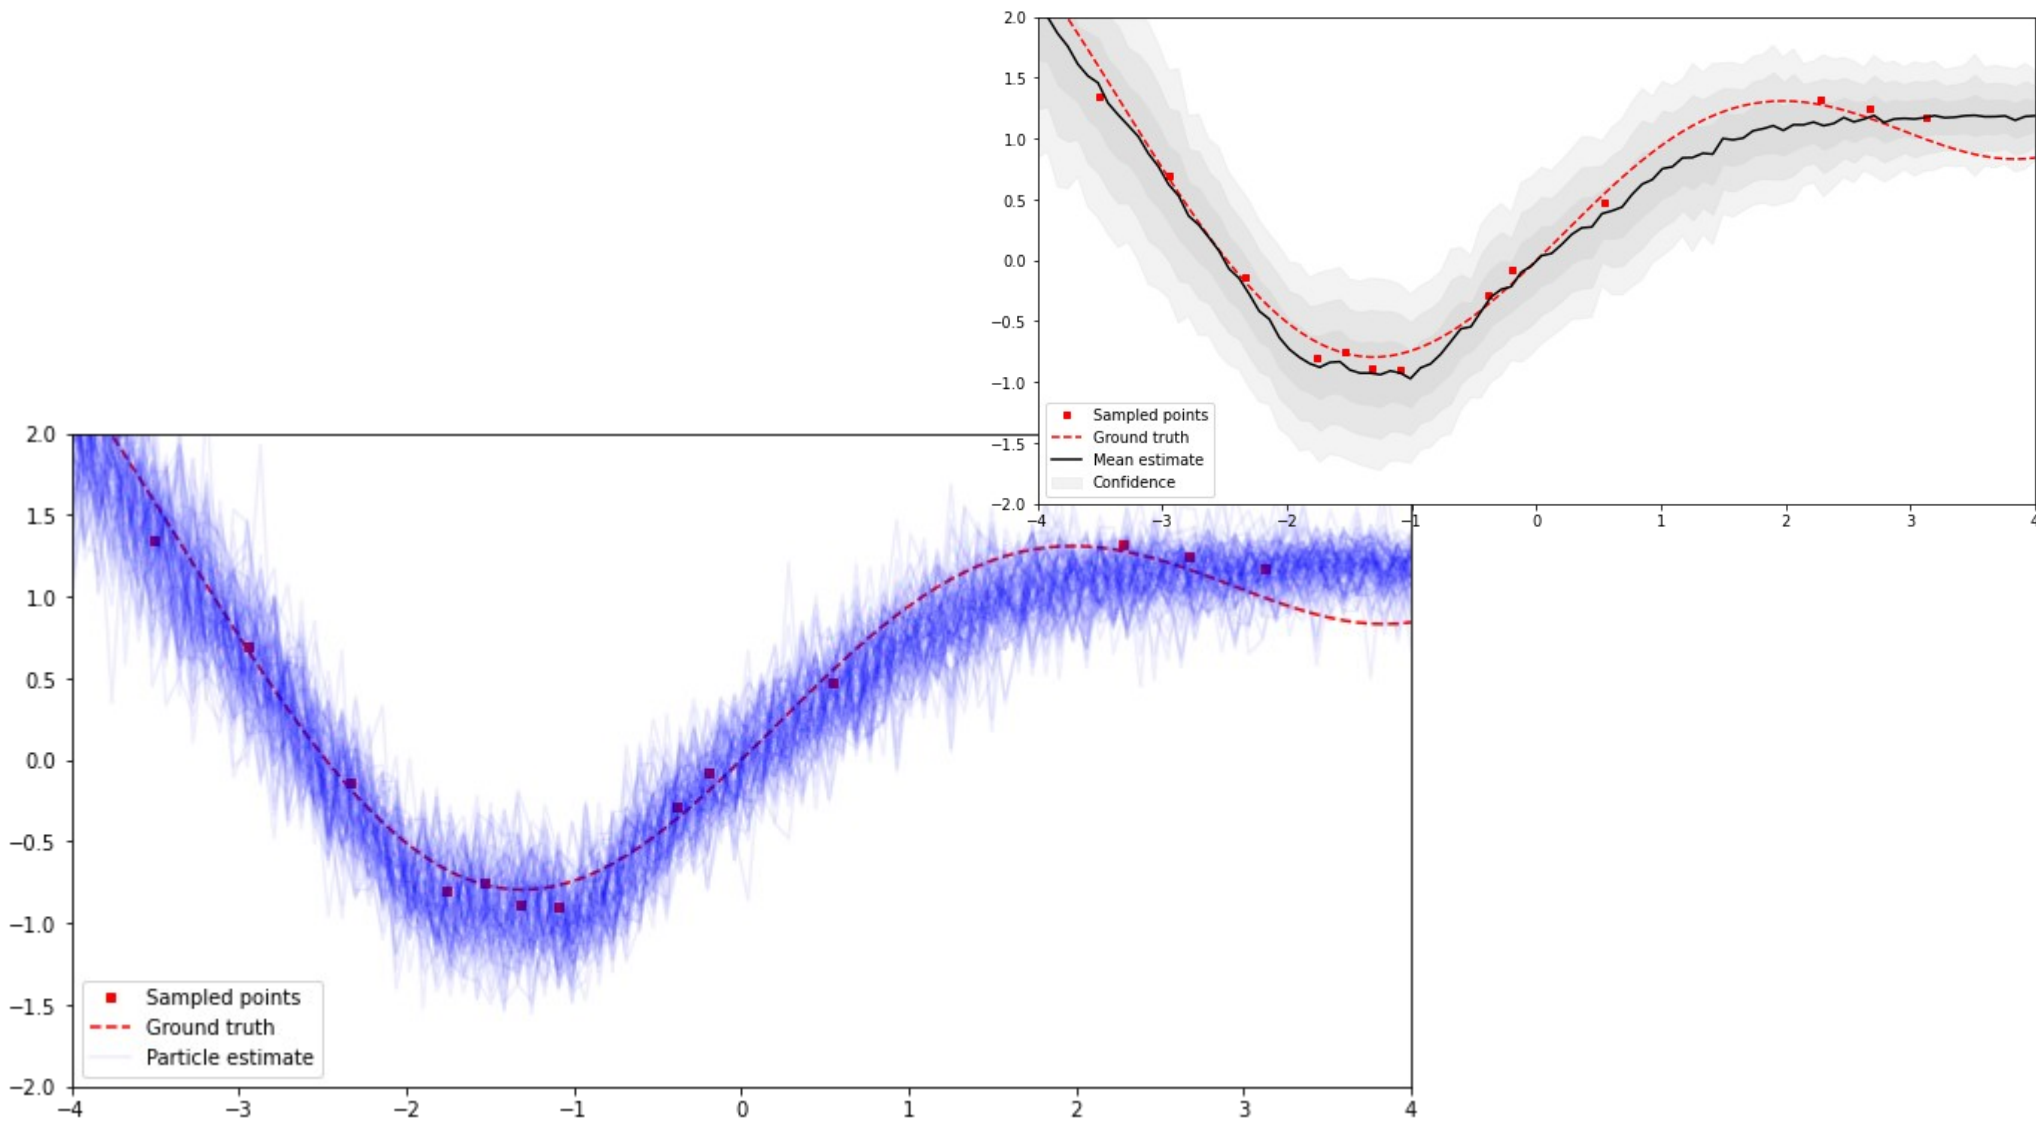 2.0
1.5
1.0
0.5
0.0
−0.5
−1.0
−1.5
−2.0
Sampled points
Ground truth
Mean estimate
Confidence
−4 −3 −2 −1 0 1 2 3 4
2.0
1.5
1.0
0.5
0.0
−0.5
−1.0
−1.5
−2.0
Sampled points
Ground truth
Particle estimate
−4 −3 −2 −1 0 1 2 3 4